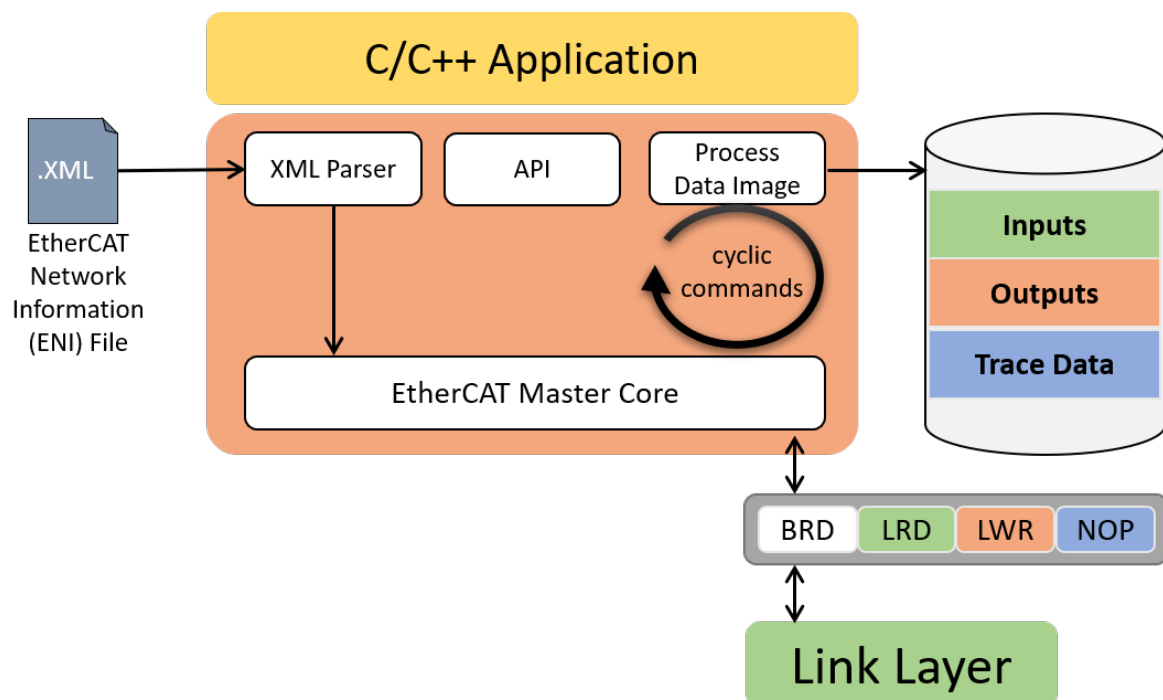 C/C++ Application
.XML
EtherCAT
Network
Information
(ENI) File
XML Parser
API
Process
Data Image
cyclic
commands
EtherCAT Master Core
Inputs
Outputs
Trace Data
BRD
LRD
LWR
NOP
Link Layer